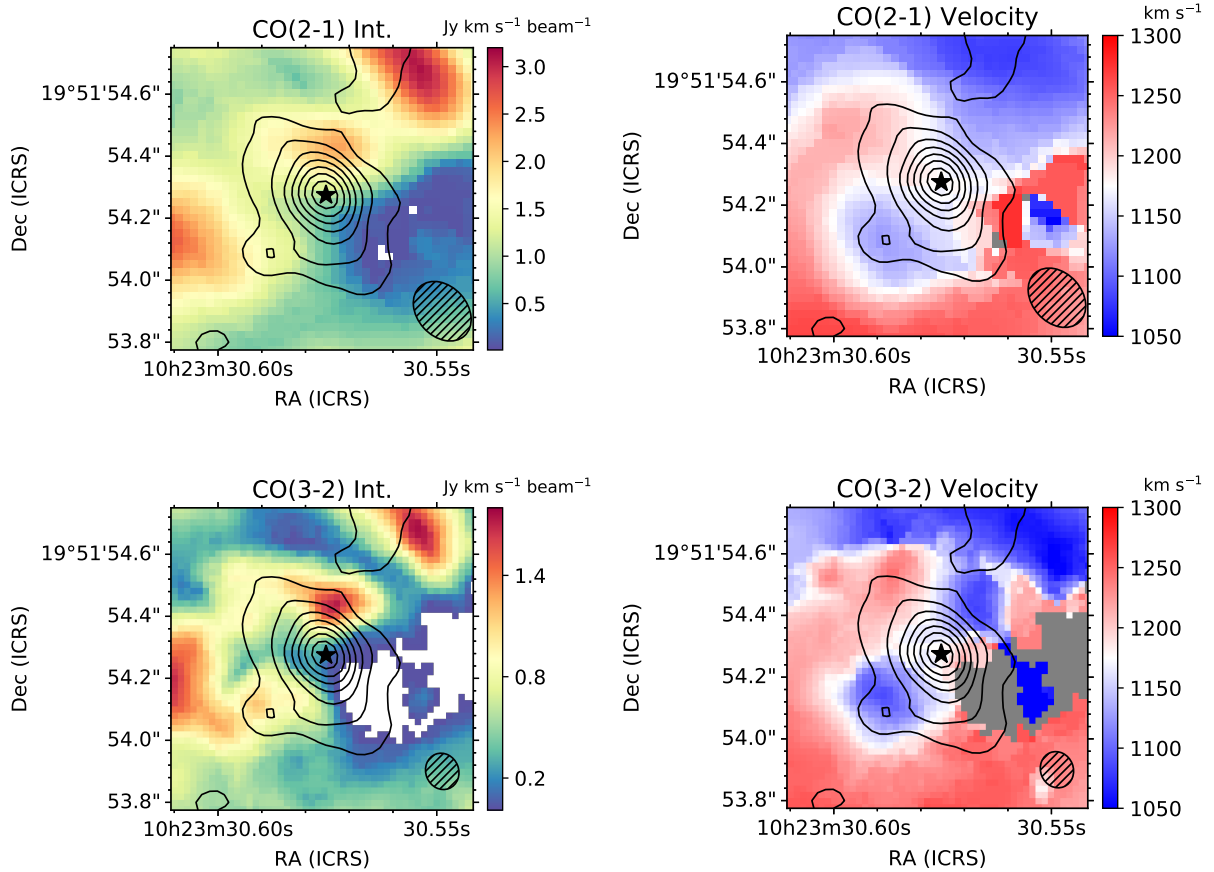 CO(2-1) Int.
Jy km s⁻¹ beam⁻¹
19°51'54.6"
54.4"
54.2"
54.0"
53.8"
10h23m30.60s
30.55s
RA (ICRS)
Dec (ICRS)
3.0
2.0
1.5
1.0
0.5
CO(2-1) Velocity
km s⁻¹
19°51'54.6"
54.4"
54.2"
54.0"
53.8"
10h23m30.60s
30.55s
RA (ICRS)
Dec (ICRS)
1300
1250
1200
1150
1100
1050
CO(3-2) Int.
Jy km s⁻¹ beam⁻¹
19°51'54.6"
54.4"
54.2"
54.0"
53.8"
10h23m30.60s
30.55s
RA (ICRS)
Dec (ICRS)
1.4
0.8
0.2
CO(3-2) Velocity
km s⁻¹
19°51'54.6"
54.4"
54.2"
54.0"
53.8"
10h23m30.60s
30.55s
RA (ICRS)
Dec (ICRS)
1300
1250
1200
1150
1100
1050